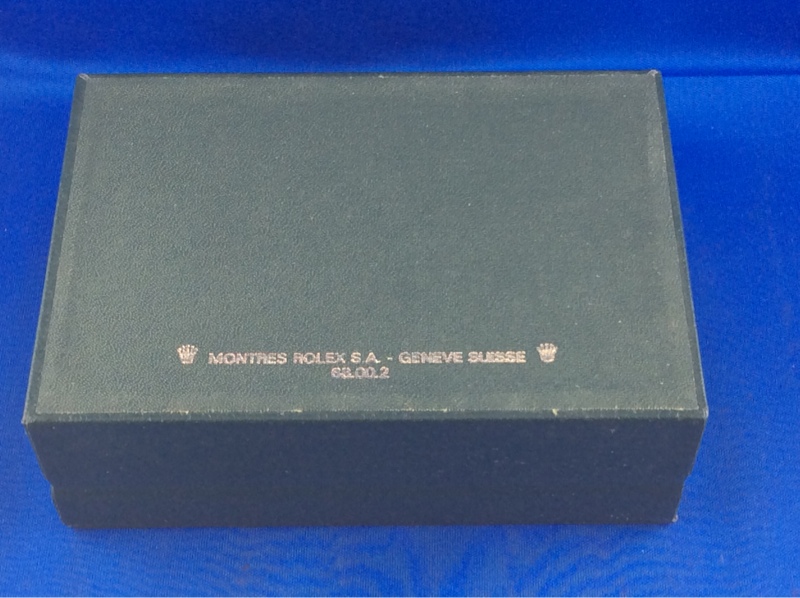 MONTRES ROLEX S.A. - GENEVE SUISSE
68.00.2